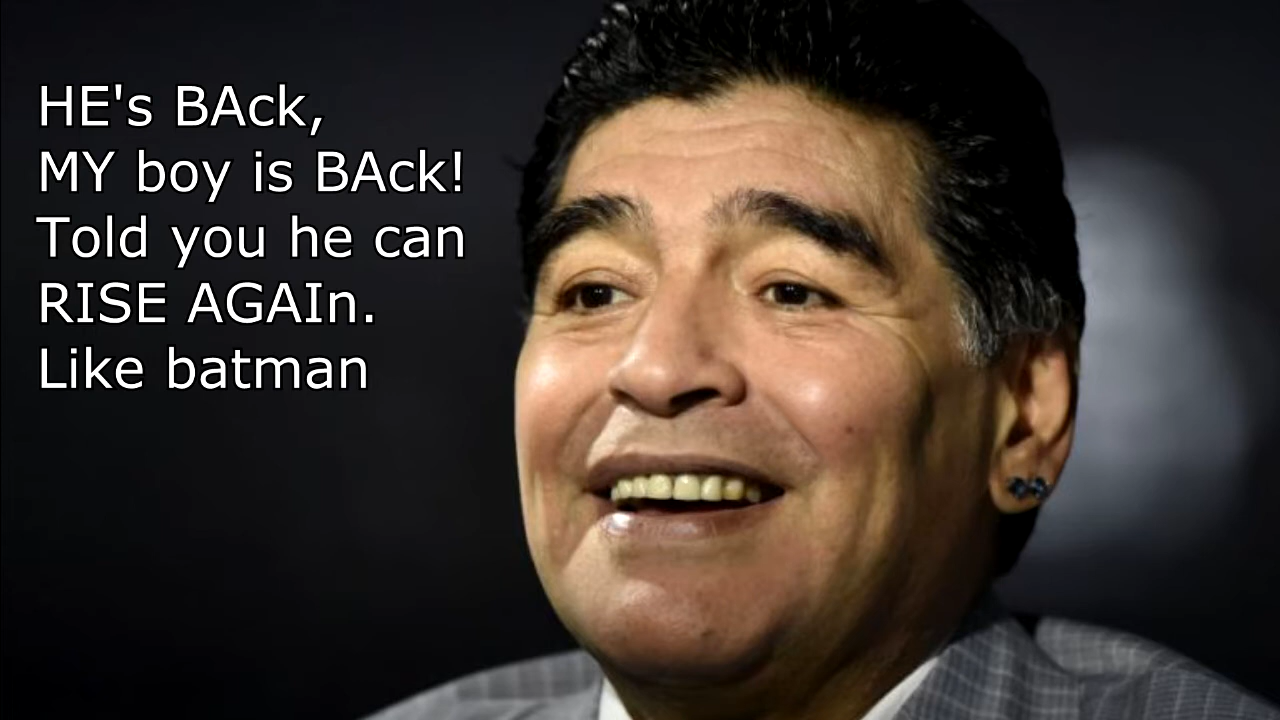 HE's BAck,
MY boy is BAck!
Told you he can
RISE AGAIn.
Like batman